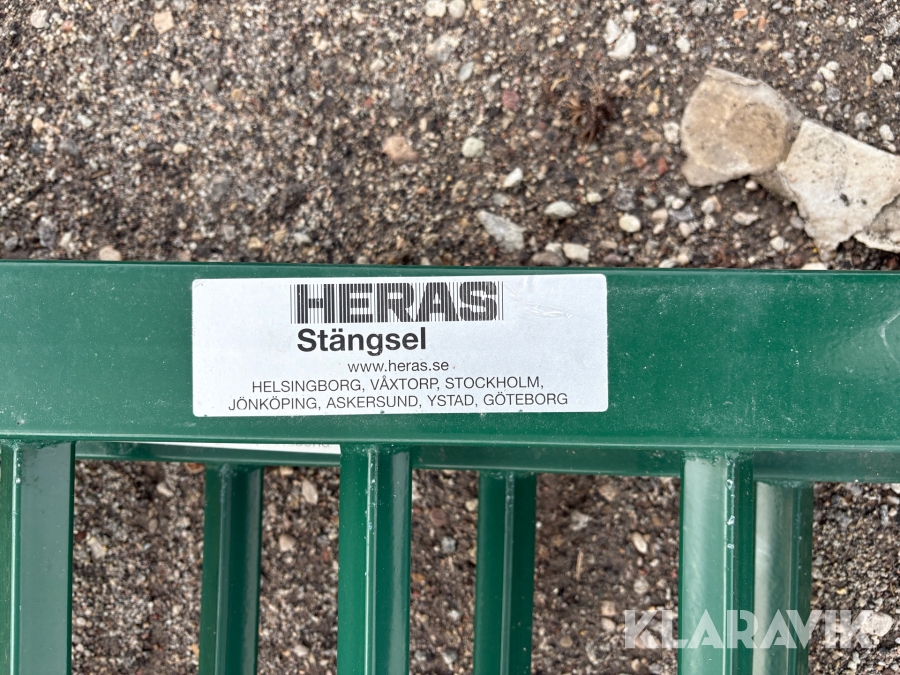 HERAS
Stängsel
www.heras.se
HELSINGBORG, VÅXTORP, STOCKHOLM,
JÖNKÖPING, ASKERSUND, YSTAD, GÖTEBORG
KLARAVIK